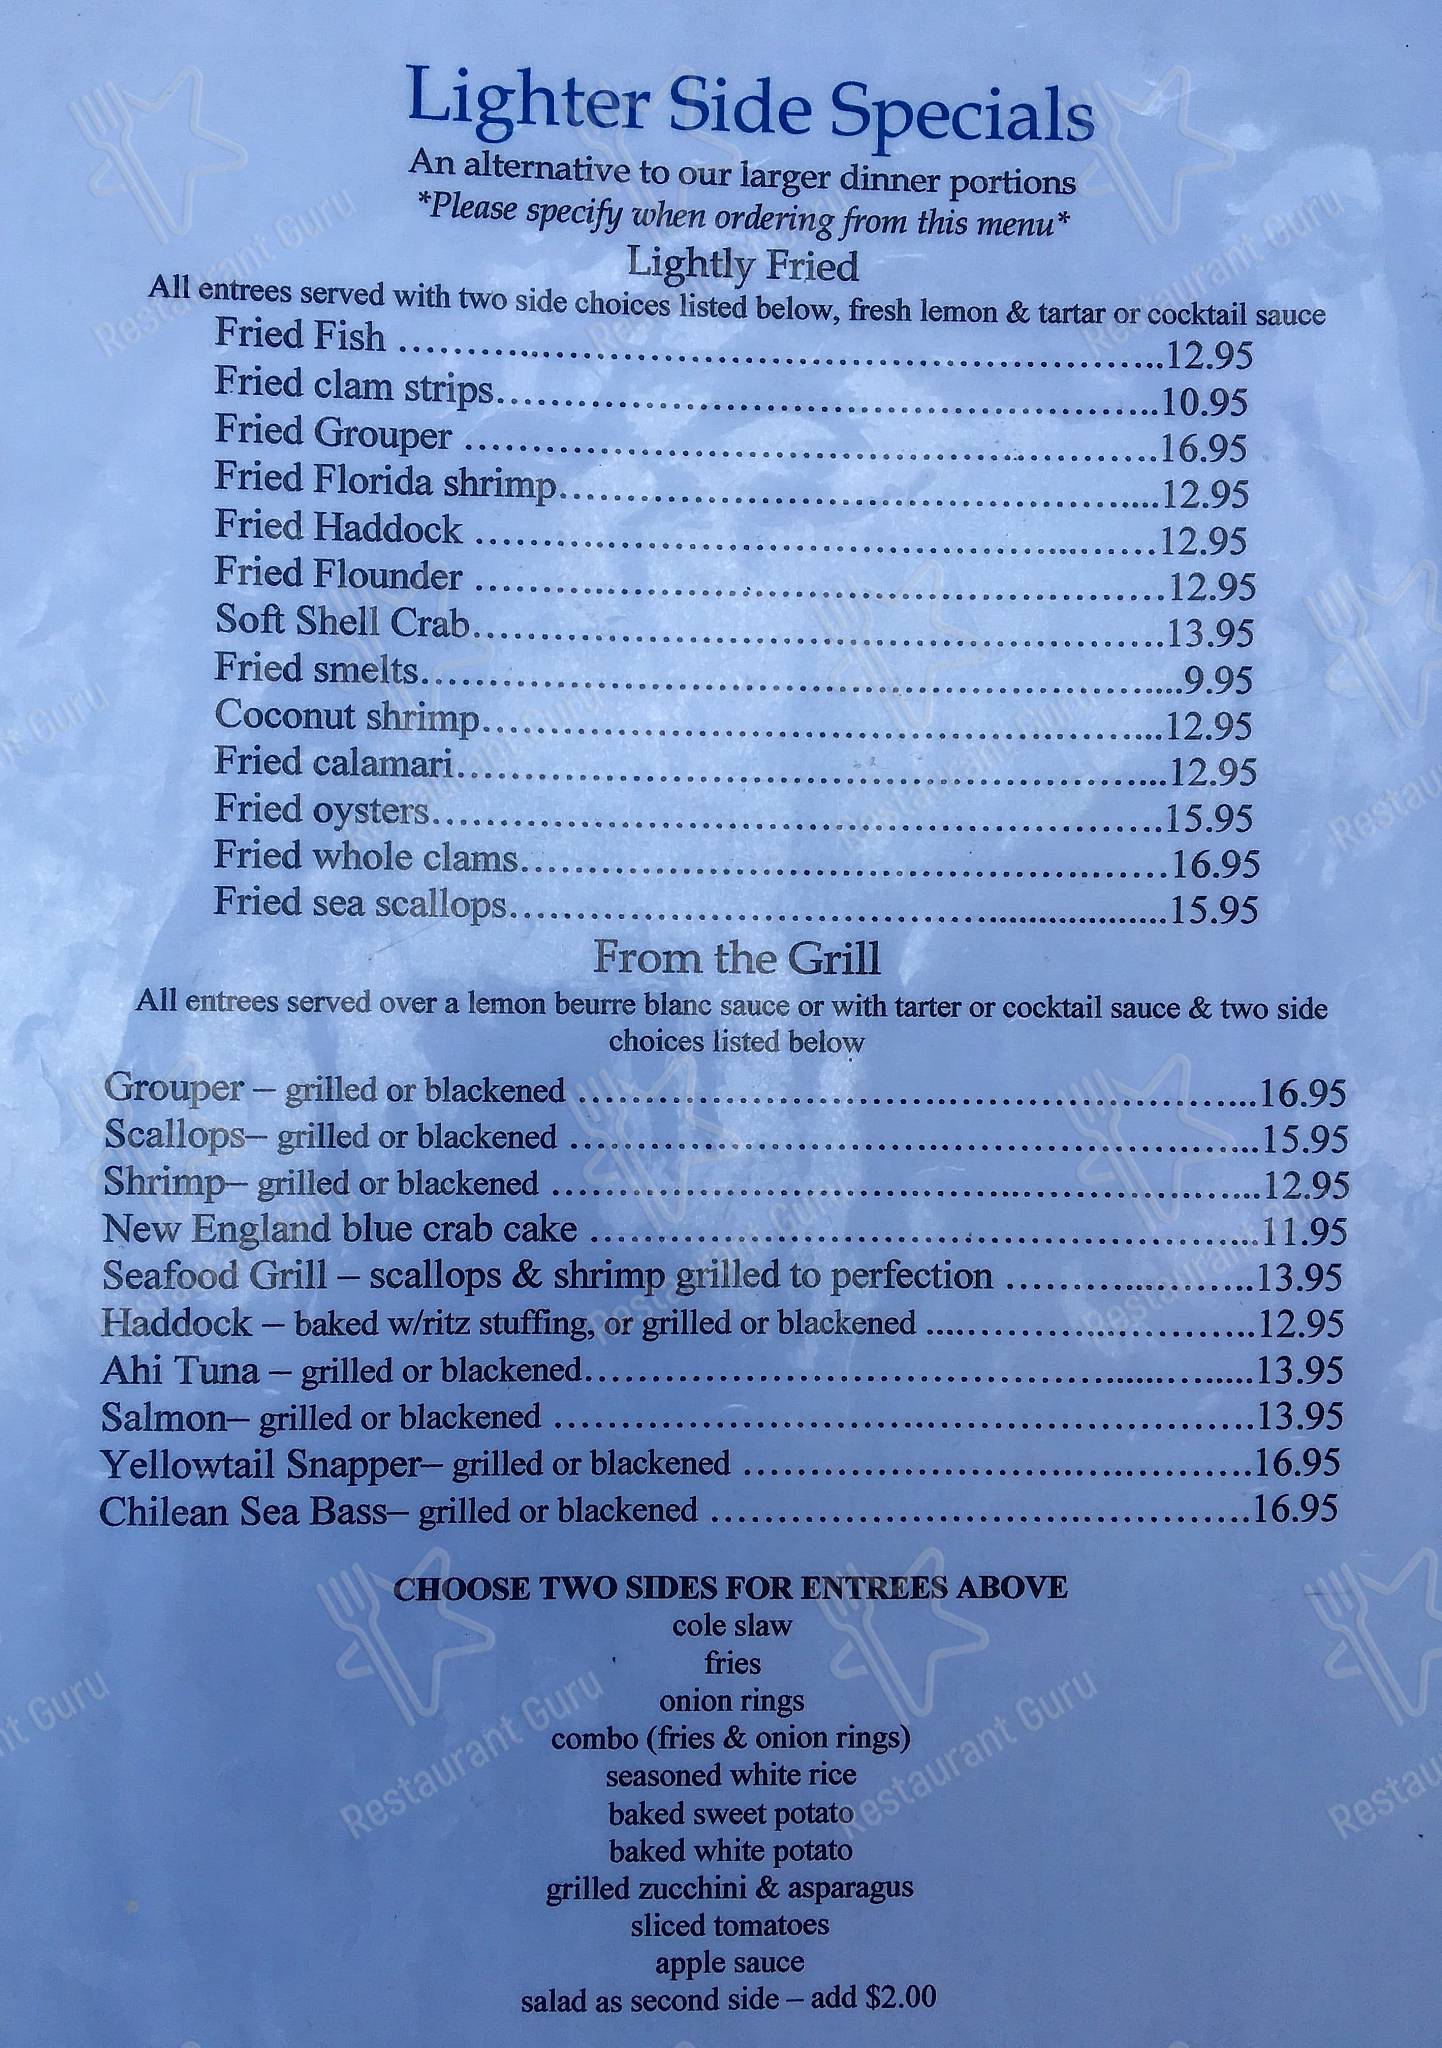 Lighter Side Specials
An alternative to our larger dinner portions
*Please specify when ordering from this menu*
Lightly Fried
All entrees served with two side choices listed below, fresh lemon & tartar or cocktail sauce
Fried Fish ........................................................12.95
Fried clam strips........................................................10.95
Fried Grouper ........................................................16.95
Fried Florida shrimp........................................................12.95
Fried Haddock ........................................................12.95
Fried Flounder ........................................................12.95
Soft Shell Crab........................................................13.95
Fried smelts........................................................9.95
Coconut shrimp........................................................12.95
Fried calamari........................................................12.95
Fried oysters........................................................15.95
Fried whole clams........................................................16.95
Fried sea scallops........................................................15.95
From the Grill
All entrees served over a lemon beurre blanc sauce or with tarter or cocktail sauce & two side
choices listed below
Grouper – grilled or blackened ........................................................16.95
Scallops– grilled or blackened ........................................................15.95
Shrimp– grilled or blackened ........................................................12.95
New England blue crab cake ........................................................11.95
Seafood Grill – scallops & shrimp grilled to perfection ....................13.95
Haddock – baked w/ritz stuffing, or grilled or blackened ..........................12.95
Ahi Tuna – grilled or blackened........................................................13.95
Salmon– grilled or blackened ........................................................13.95
Yellowtail Snapper– grilled or blackened ........................................16.95
Chilean Sea Bass– grilled or blackened ........................................16.95
CHOOSE TWO SIDES FOR ENTREES ABOVE
cole slaw
fries
onion rings
combo (fries & onion rings)
seasoned white rice
baked sweet potato
baked white potato
grilled zucchini & asparagus
sliced tomatoes
apple sauce
salad as second side – add $2.00
Restaurant Guru